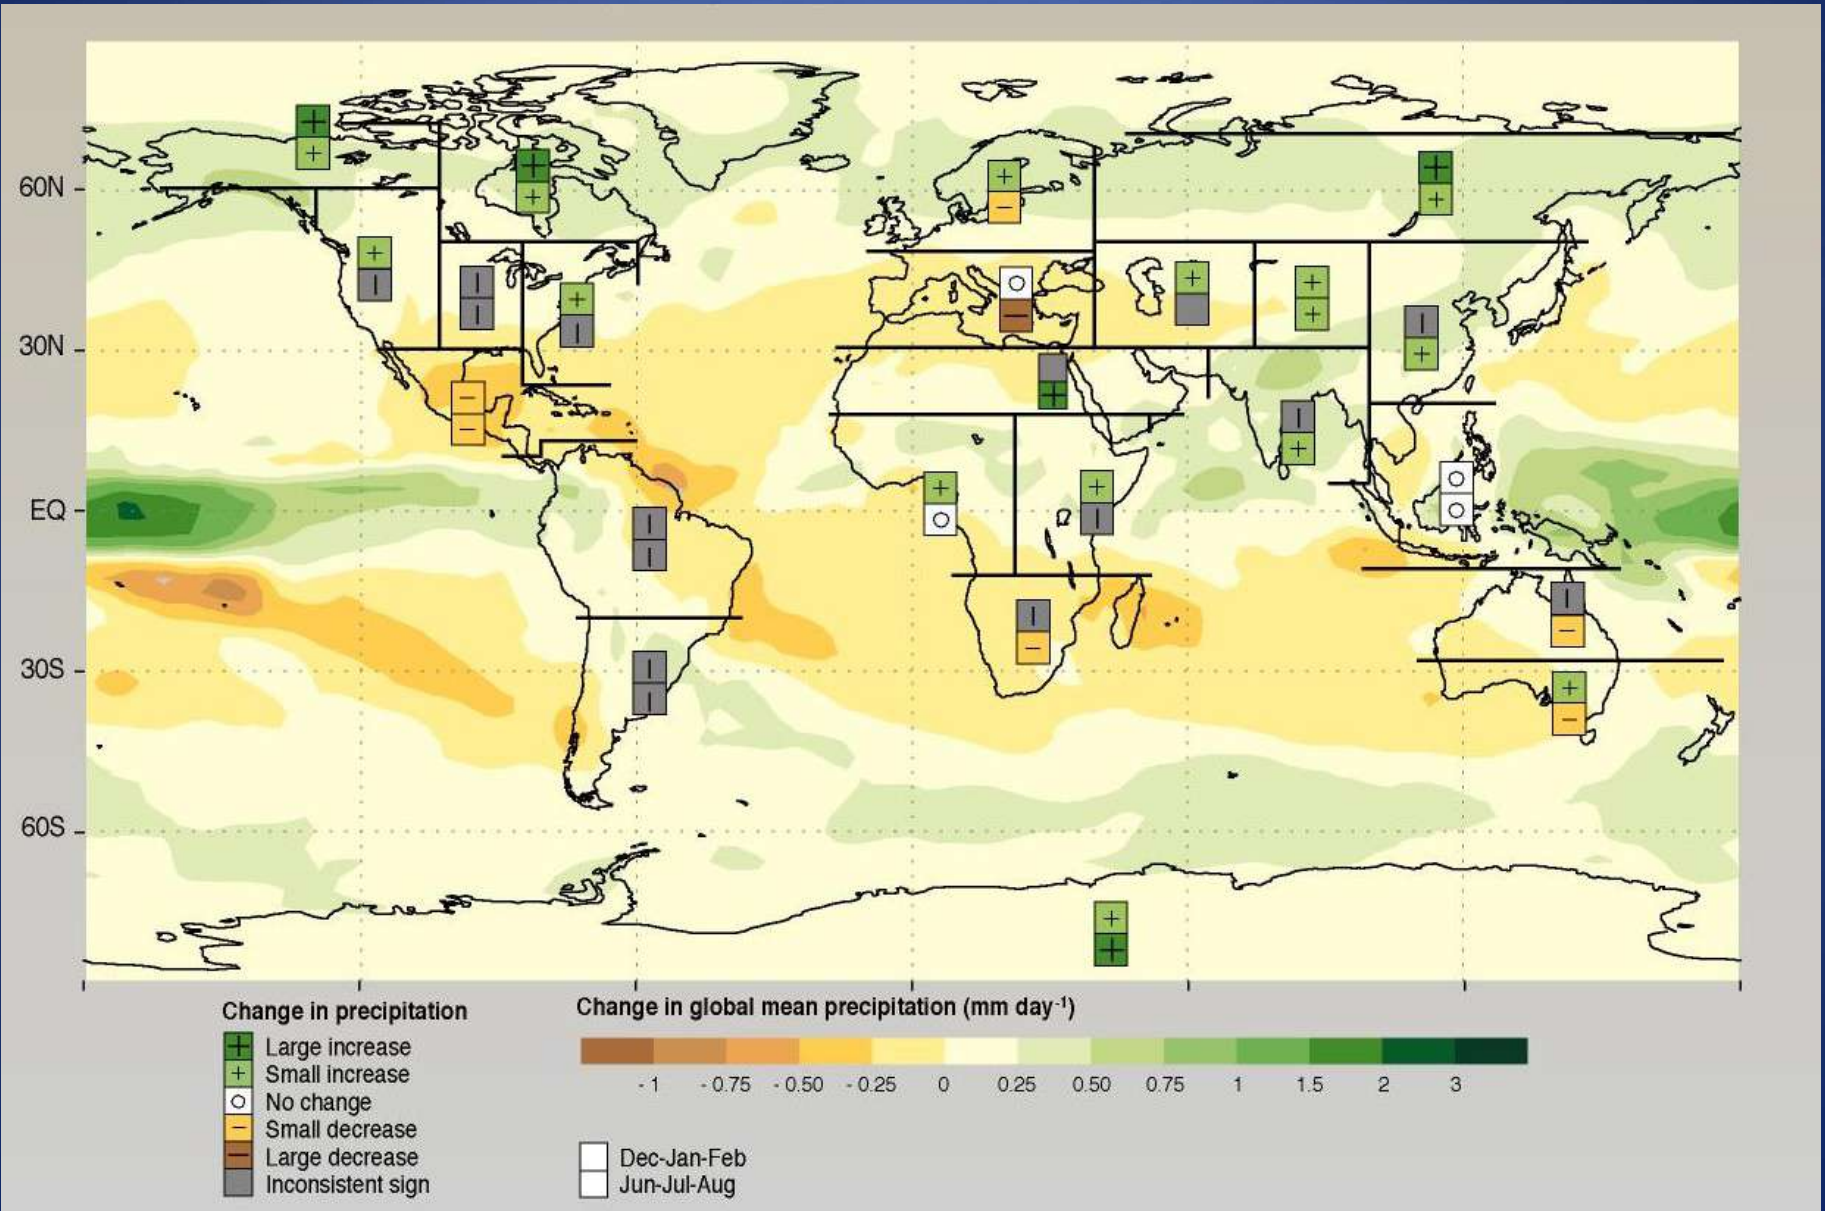 60N
30N
EQ
30S
60S
Change in precipitation
Large increase
Small increase
No change
Small decrease
Large decrease
Inconsistent sign
Change in global mean precipitation (mm day-1)
- 1 - 0.75 - 0.50 - 0.25 0 0.25 0.50 0.75 1 1.5 2 3
Dec-Jan-Feb
Jun-Jul-Aug